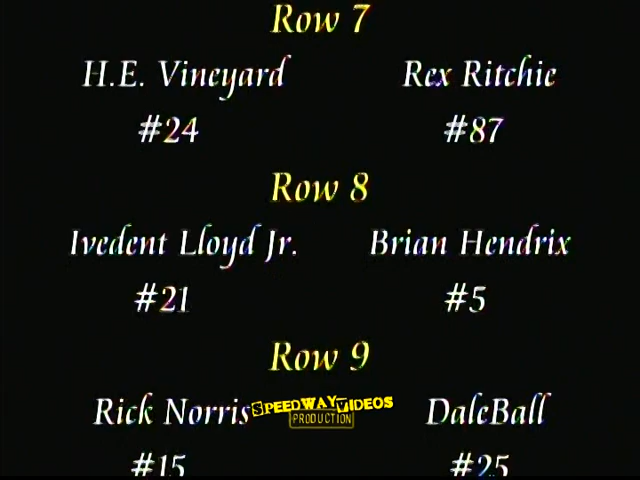 Row 7
H.E. Vineyard Rex Ritchie
#24 #87
Row 8
Ivedent Lloyd Jr. Brian Hendrix
#21 #5
Row 9
Rick Norris SPEEDWAY VIDEOS DaleBall
PRODUCTION
#15 #25